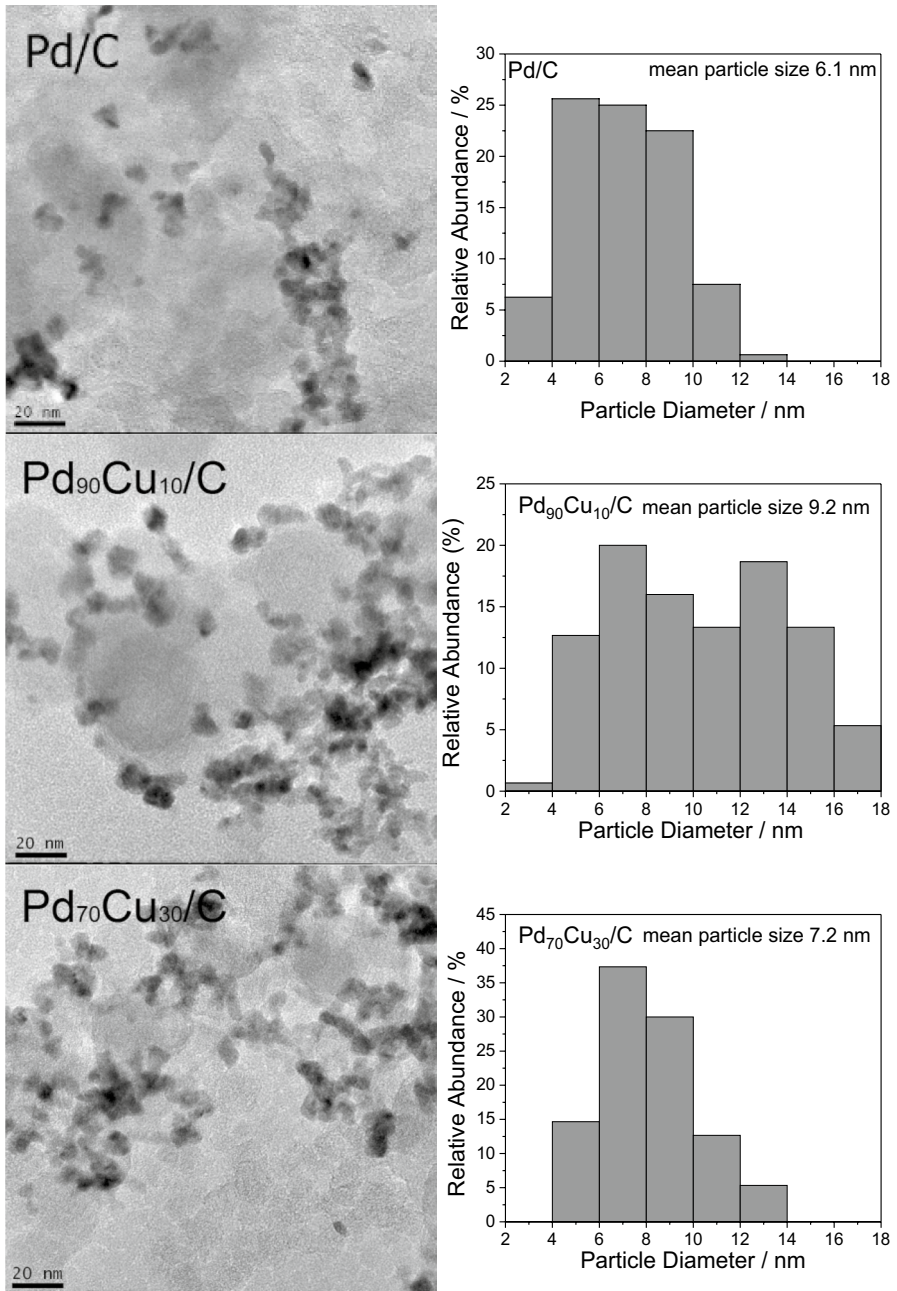 Pd/C
20 nm
Pd/C mean particle size 6.1 nm
30
25
20
15
10
5
0
Relative Abundance / %
2 4 6 8 10 12 14 16 18
Particle Diameter / nm
Pd₉₀Cu₁₀/C
20 nm
Pd₉₀Cu₁₀/C mean particle size 9.2 nm
25
20
15
10
5
0
Relative Abundance (%)
2 4 6 8 10 12 14 16 18
Particle Diameter / nm
Pd₇₀Cu₃₀/C
20 nm
Pd₇₀Cu₃₀/C mean particle size 7.2 nm
45
40
35
30
25
20
15
10
5
0
Relative Abundance / %
2 4 6 8 10 12 14 16 18
Particle Diameter / nm